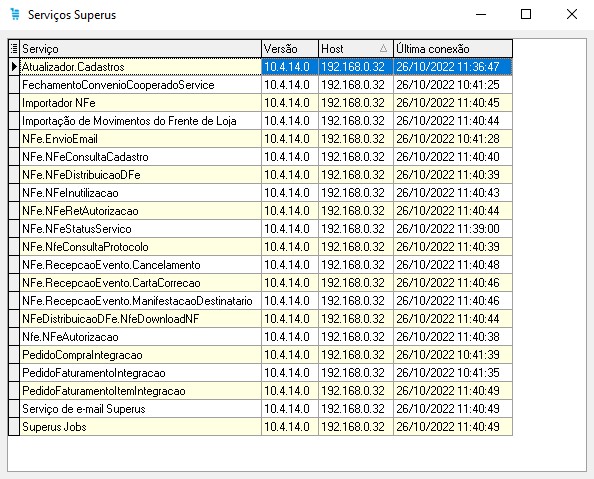 Serviços Superus
Serviço Versão Host Última conexão
Atualizador.Cadastros 10.4.14.0 192.168.0.32 26/10/2022 11:36:47
FechamentoConvenioCooperadoService 10.4.14.0 192.168.0.32 26/10/2022 10:41:25
Importador NFe 10.4.14.0 192.168.0.32 26/10/2022 11:40:45
Importação de Movimentos do Frente de Loja 10.4.14.0 192.168.0.32 26/10/2022 11:40:44
NFe.EnvioEmail 10.4.14.0 192.168.0.32 26/10/2022 10:41:28
NFe.NFeConsultaCadastro 10.4.14.0 192.168.0.32 26/10/2022 11:40:40
NFe.NFeDistribuicaoDFe 10.4.14.0 192.168.0.32 26/10/2022 11:40:39
NFe.NFeInutilizacao 10.4.14.0 192.168.0.32 26/10/2022 11:40:43
NFe.NFeRetAutorizacao 10.4.14.0 192.168.0.32 26/10/2022 11:40:44
NFe.NFeStatusServico 10.4.14.0 192.168.0.32 26/10/2022 11:39:00
NFe.NfeConsultaProtocolo 10.4.14.0 192.168.0.32 26/10/2022 11:40:39
NFe.RecepcaoEvento.Cancelamento 10.4.14.0 192.168.0.32 26/10/2022 11:40:48
NFe.RecepcaoEvento.CartaCorrecao 10.4.14.0 192.168.0.32 26/10/2022 11:40:46
NFe.RecepcaoEvento.ManifestacaoDestinatario 10.4.14.0 192.168.0.32 26/10/2022 11:40:46
NFeDistribuicaoDFe.NfeDownloadNF 10.4.14.0 192.168.0.32 26/10/2022 11:40:44
Nfe.NFeAutorizacao 10.4.14.0 192.168.0.32 26/10/2022 11:40:38
PedidoCompraIntegracao 10.4.14.0 192.168.0.32 26/10/2022 10:41:39
PedidoFaturamentoIntegracao 10.4.14.0 192.168.0.32 26/10/2022 10:41:35
PedidoFaturamentoItemIntegracao 10.4.14.0 192.168.0.32 26/10/2022 11:40:49
Serviço de e-mail Superus 10.4.14.0 192.168.0.32 26/10/2022 11:40:49
Superus Jobs 10.4.14.0 192.168.0.32 26/10/2022 11:40:49